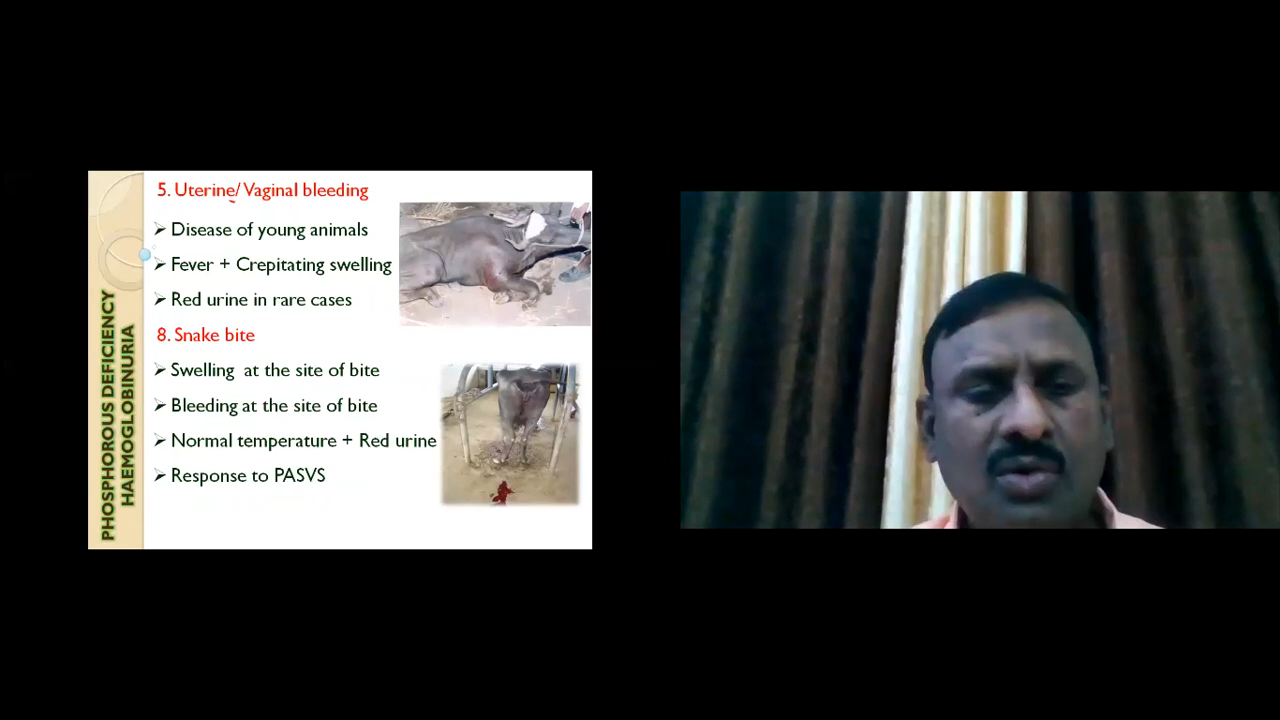 PHOSPHOROUS DEFICIENCY
HAEMOGLOBINURIA
5. Uterine/ Vaginal bleeding
Disease of young animals
Fever + Crepitating swelling
Red urine in rare cases
8. Snake bite
Swelling at the site of bite
Bleeding at the site of bite
Normal temperature + Red urine
Response to PASVS